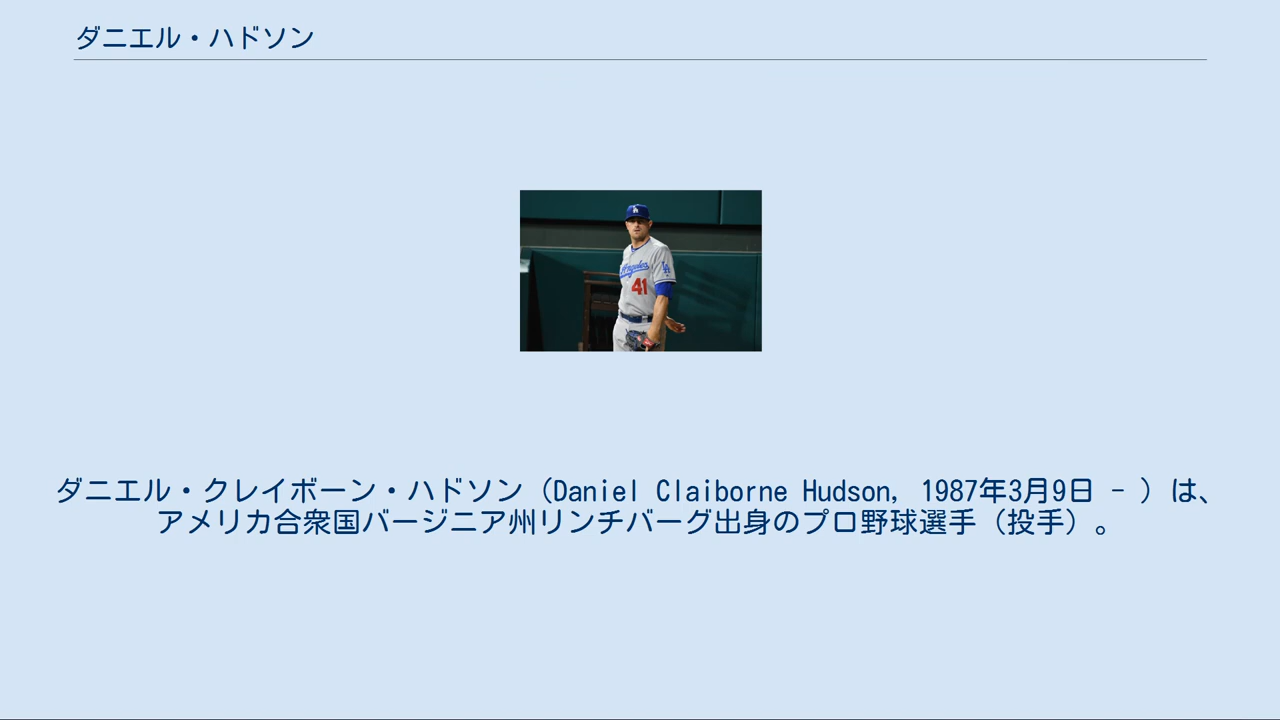 ダニエル・ハドソン
Angeles
LA
41
ダニエル・クレイボーン・ハドソン（Daniel Claiborne Hudson, 1987年3月9日 - ）は、
アメリカ合衆国バージニア州リンチバーグ出身のプロ野球選手（投手）。